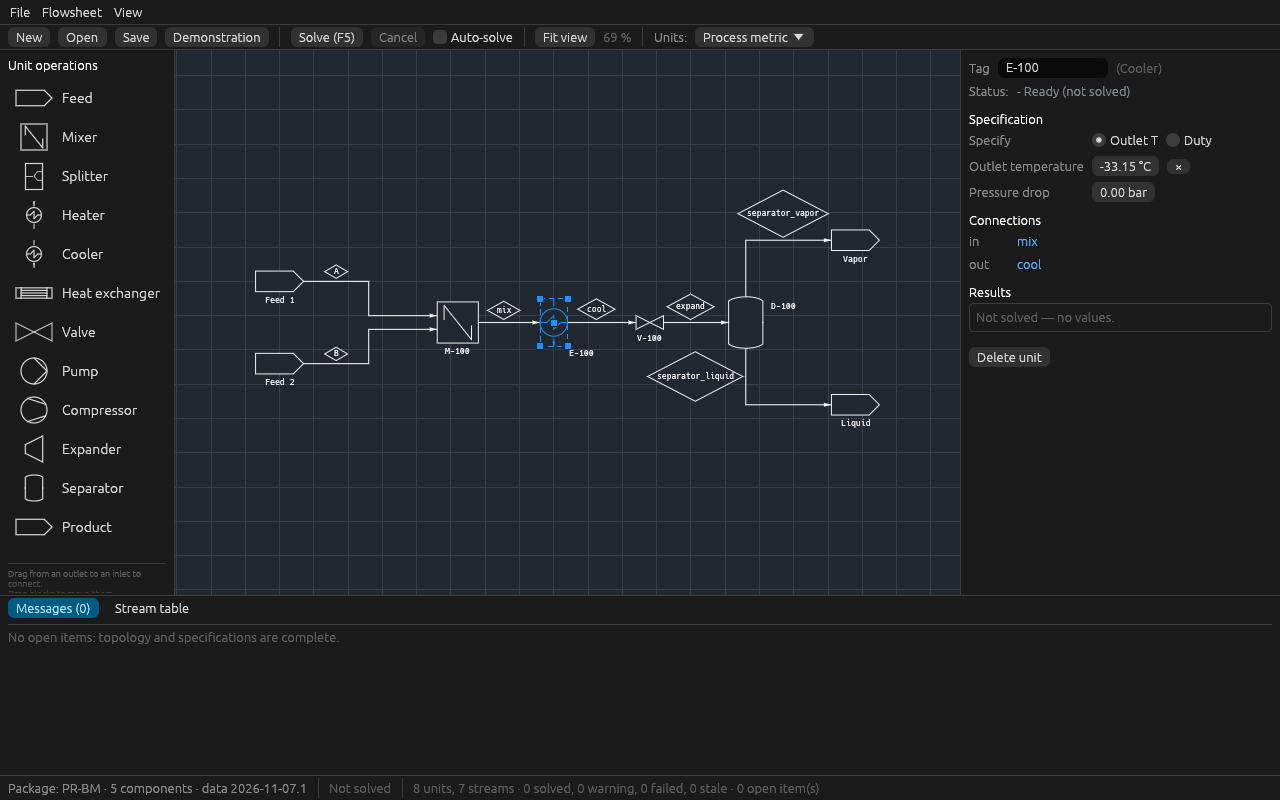 File Flowsheet View
New Open Save Demonstration Solve (F5) Cancel Auto-solve Fit view 69 % Units: Process metric
Unit operations
Feed
Mixer
Splitter
Heater
Cooler
Heat exchanger
Valve
Pump
Compressor
Expander
Separator
Product
Drag from an outlet to an inlet to
connect.
A
Feed 1
B
Feed 2
mix
M-100
E-100
cool
V-100
expand
D-100
separator_vapor
Vapor
separator_liquid
Liquid
Tag E-100 (Cooler)
Status: - Ready (not solved)
Specification
Specify Outlet T Duty
Outlet temperature -33.15 °C ×
Pressure drop 0.00 bar
Connections
in mix
out cool
Results
Not solved — no values.
Delete unit
Messages (0) Stream table
No open items: topology and specifications are complete.
Package: PR-BM · 5 components · data 2026-11-07.1 Not solved 8 units, 7 streams · 0 solved, 0 warning, 0 failed, 0 stale · 0 open item(s)